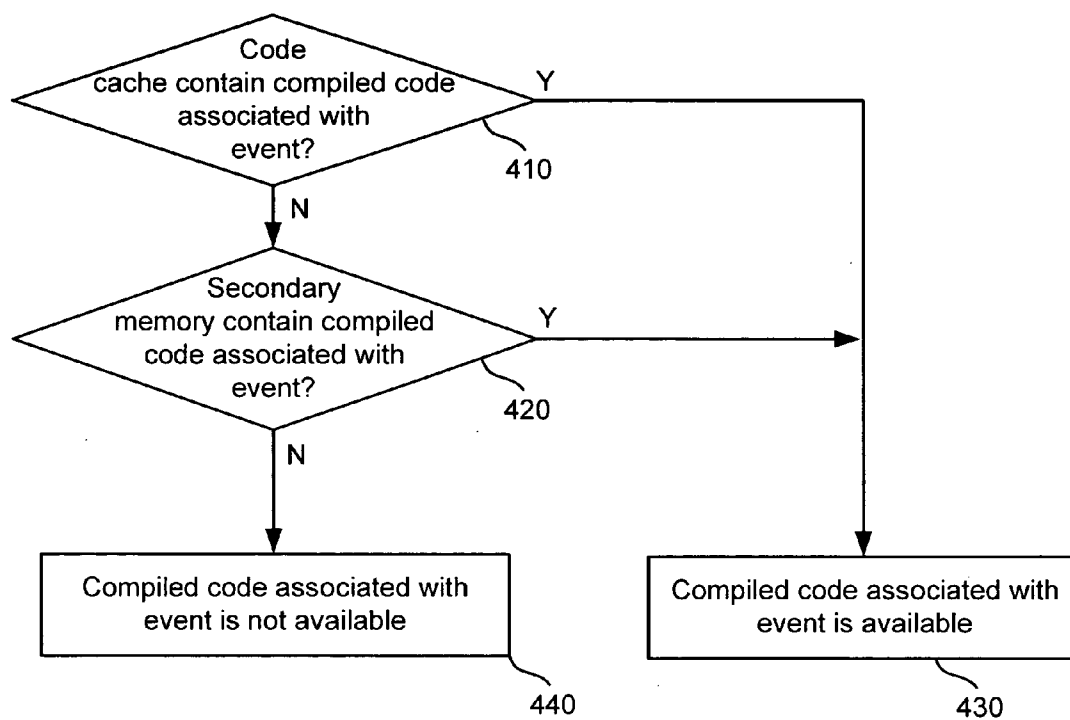 Code
cache contain compiled code
associated with
event?
Y
410
N
Secondary
memory contain compiled
code associated with
event?
Y
420
N
Compiled code associated with
event is not available
440
Compiled code associated with
event is available
430